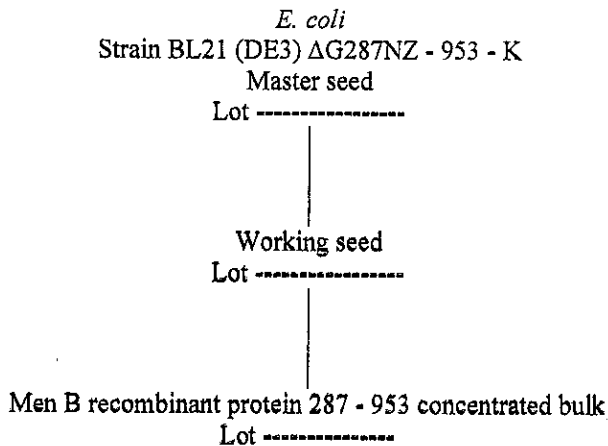 E. coli
Strain BL21 (DE3) ΔG287NZ - 953 - K
Master seed
Lot -----------------
Working seed
Lot -----------------
Men B recombinant protein 287 - 953 concentrated bulk
Lot ---------------